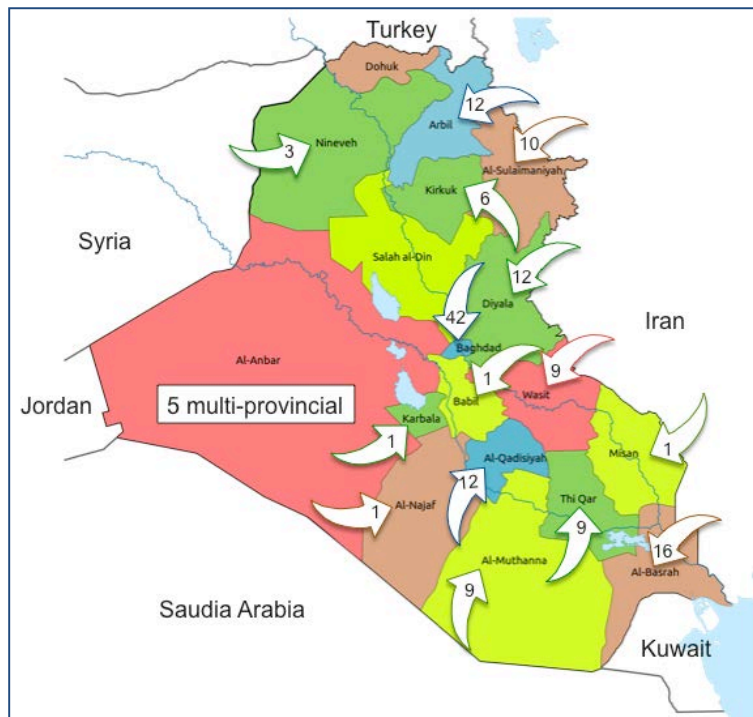 Turkey
Dohuk
12
Arbil
10
Nineveh
3
Al-Sulaimaniyah
Kirkuk
6
Syria
Salah al-Din
12
Diyala
42
Iran
Baghdad
Al-Anbar
9
1
5 multi-provincial
Wasit
Babil
Jordan
Karbala
1
Al-Qadisiyah
Misan
1
12
Al-Najaf
1
Thi Qar
9
16
Al-Muthanna
Al-Basrah
9
Saudia Arabia
Kuwait